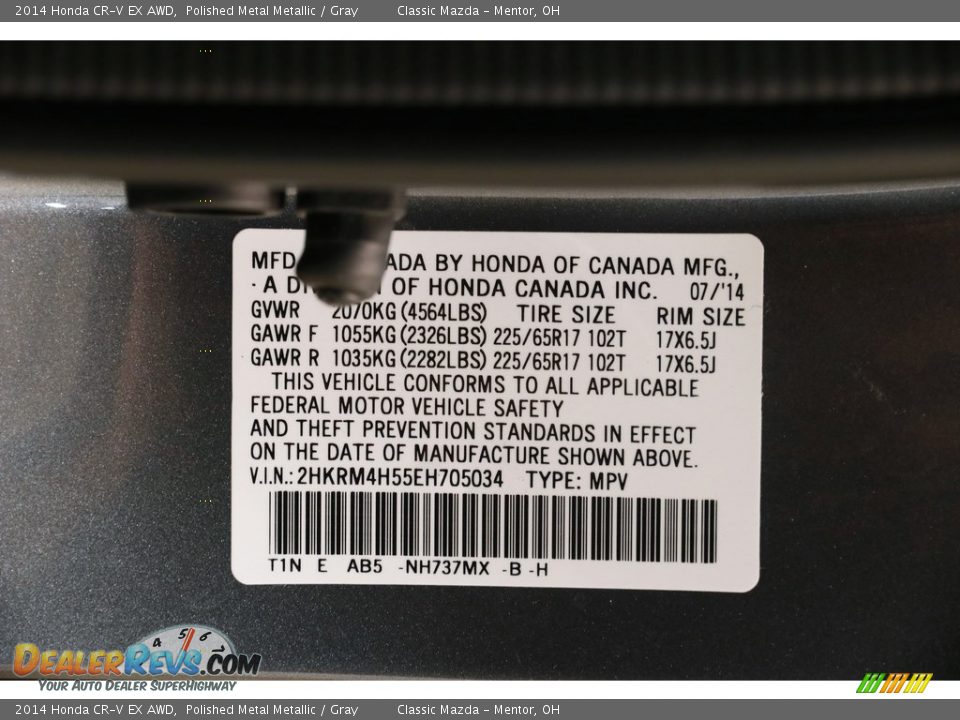 2014 Honda CR-V EX AWD, Polished Metal Metallic / Gray Classic Mazda - Mentor, OH
MFD ADA BY HONDA OF CANADA MFG.,
A DI OF HONDA CANADA INC. 07/'14
GVWR 2070KG(4564LBS) TIRE SIZE RIM SIZE
GAWR F 1055KG(2326LBS) 225/65R17 102T 17X6.5J
GAWR R 1035KG(2282LBS) 225/65R17 102T 17X6.5J
THIS VEHICLE CONFORMS TO ALL APPLICABLE
FEDERAL MOTOR VEHICLE SAFETY
AND THEFT PREVENTION STANDARDS IN EFFECT
ON THE DATE OF MANUFACTURE SHOWN ABOVE.
V.I.N.: 2HKRM4H55EH705034 TYPE: MPV
T1N E AB5 -NH737MX -B -H
4 5 6
DEALERREVS.COM
YOUR AUTO DEALER SUPERHIGHWAY
2014 Honda CR-V EX AWD, Polished Metal Metallic / Gray Classic Mazda - Mentor, OH